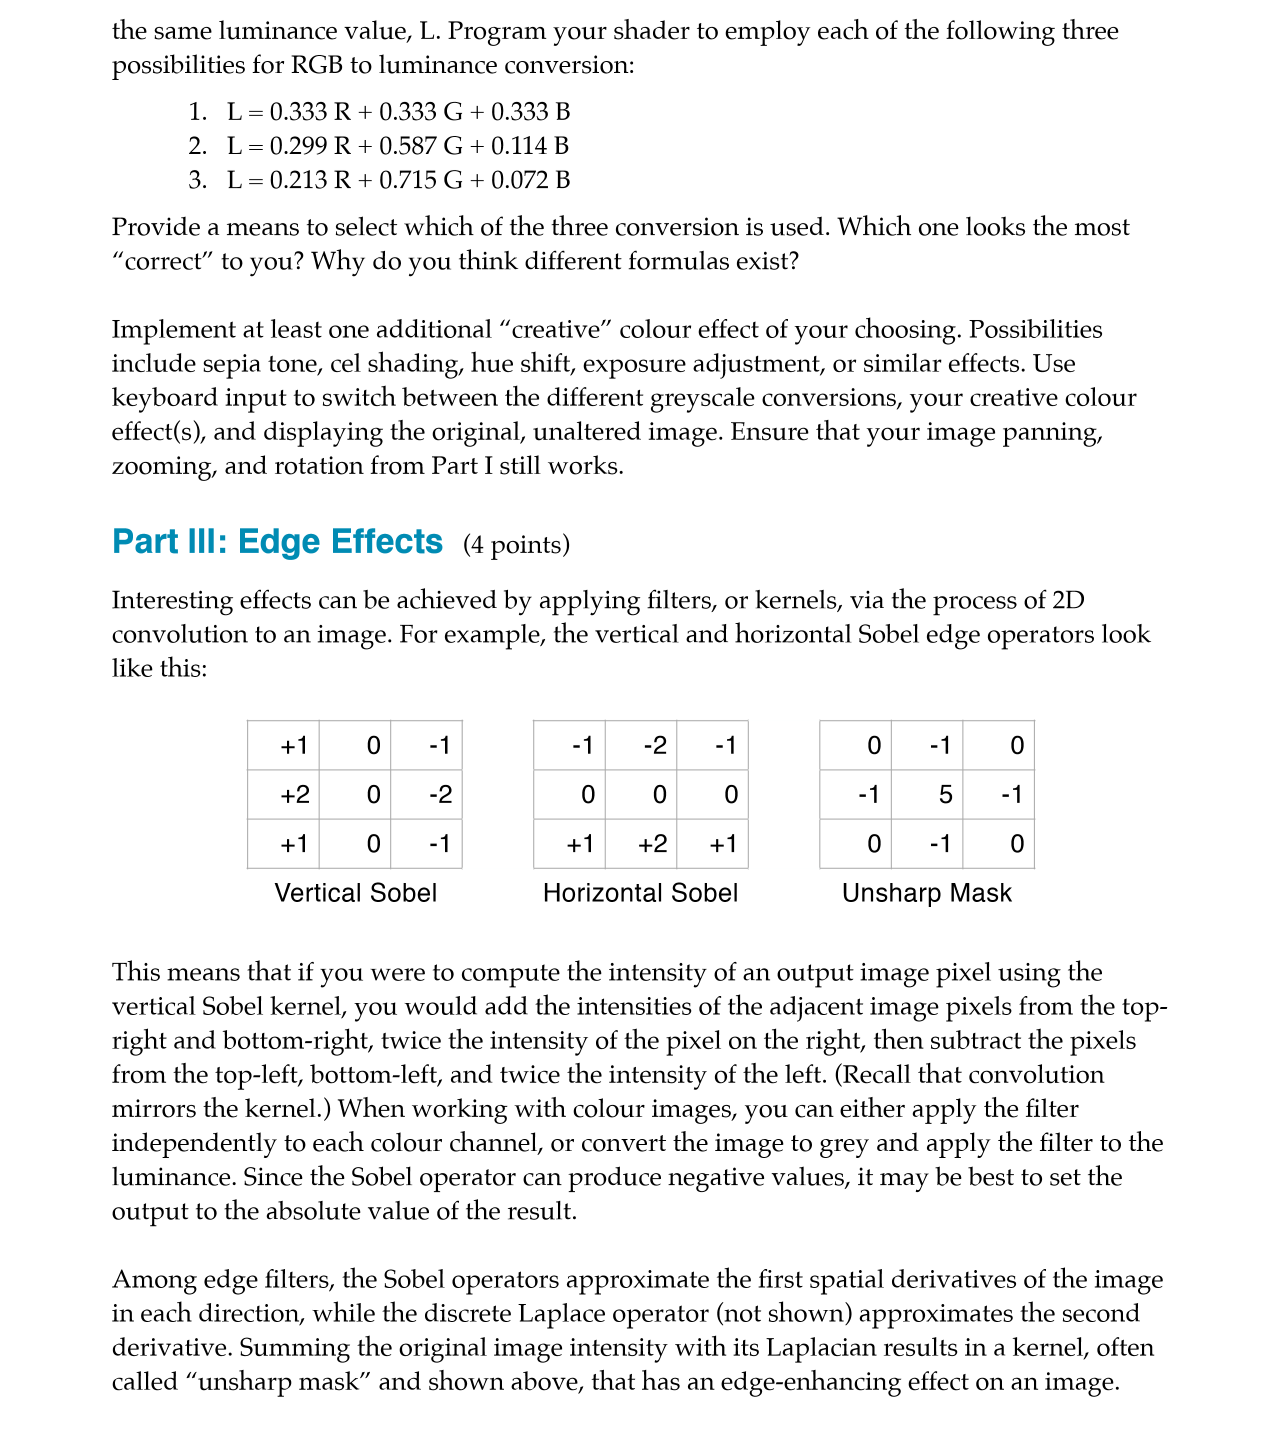 the same luminance value, L. Program your shader to employ each of the following three
possibilities for RGB to luminance conversion:
1. L = 0.333 R + 0.333 G + 0.333 B
2. L = 0.299 R + 0.587 G + 0.114 B
3. L = 0.213 R + 0.715 G + 0.072 B
Provide a means to select which of the three conversion is used. Which one looks the most
“correct” to you? Why do you think different formulas exist?
Implement at least one additional “creative” colour effect of your choosing. Possibilities
include sepia tone, cel shading, hue shift, exposure adjustment, or similar effects. Use
keyboard input to switch between the different greyscale conversions, your creative colour
effect(s), and displaying the original, unaltered image. Ensure that your image panning,
zooming, and rotation from Part I still works.
Part III: Edge Effects (4 points)
Interesting effects can be achieved by applying filters, or kernels, via the process of 2D
convolution to an image. For example, the vertical and horizontal Sobel edge operators look
like this:
+1 0 -1
+2 0 -2
+1 0 -1
Vertical Sobel
-1 -2 -1
0 0 0
+1 +2 +1
Horizontal Sobel
0 -1 0
-1 5 -1
0 -1 0
Unsharp Mask
This means that if you were to compute the intensity of an output image pixel using the
vertical Sobel kernel, you would add the intensities of the adjacent image pixels from the top-
right and bottom-right, twice the intensity of the pixel on the right, then subtract the pixels
from the top-left, bottom-left, and twice the intensity of the left. (Recall that convolution
mirrors the kernel.) When working with colour images, you can either apply the filter
independently to each colour channel, or convert the image to grey and apply the filter to the
luminance. Since the Sobel operator can produce negative values, it may be best to set the
output to the absolute value of the result.
Among edge filters, the Sobel operators approximate the first spatial derivatives of the image
in each direction, while the discrete Laplace operator (not shown) approximates the second
derivative. Summing the original image intensity with its Laplacian results in a kernel, often
called “unsharp mask” and shown above, that has an edge-enhancing effect on an image.